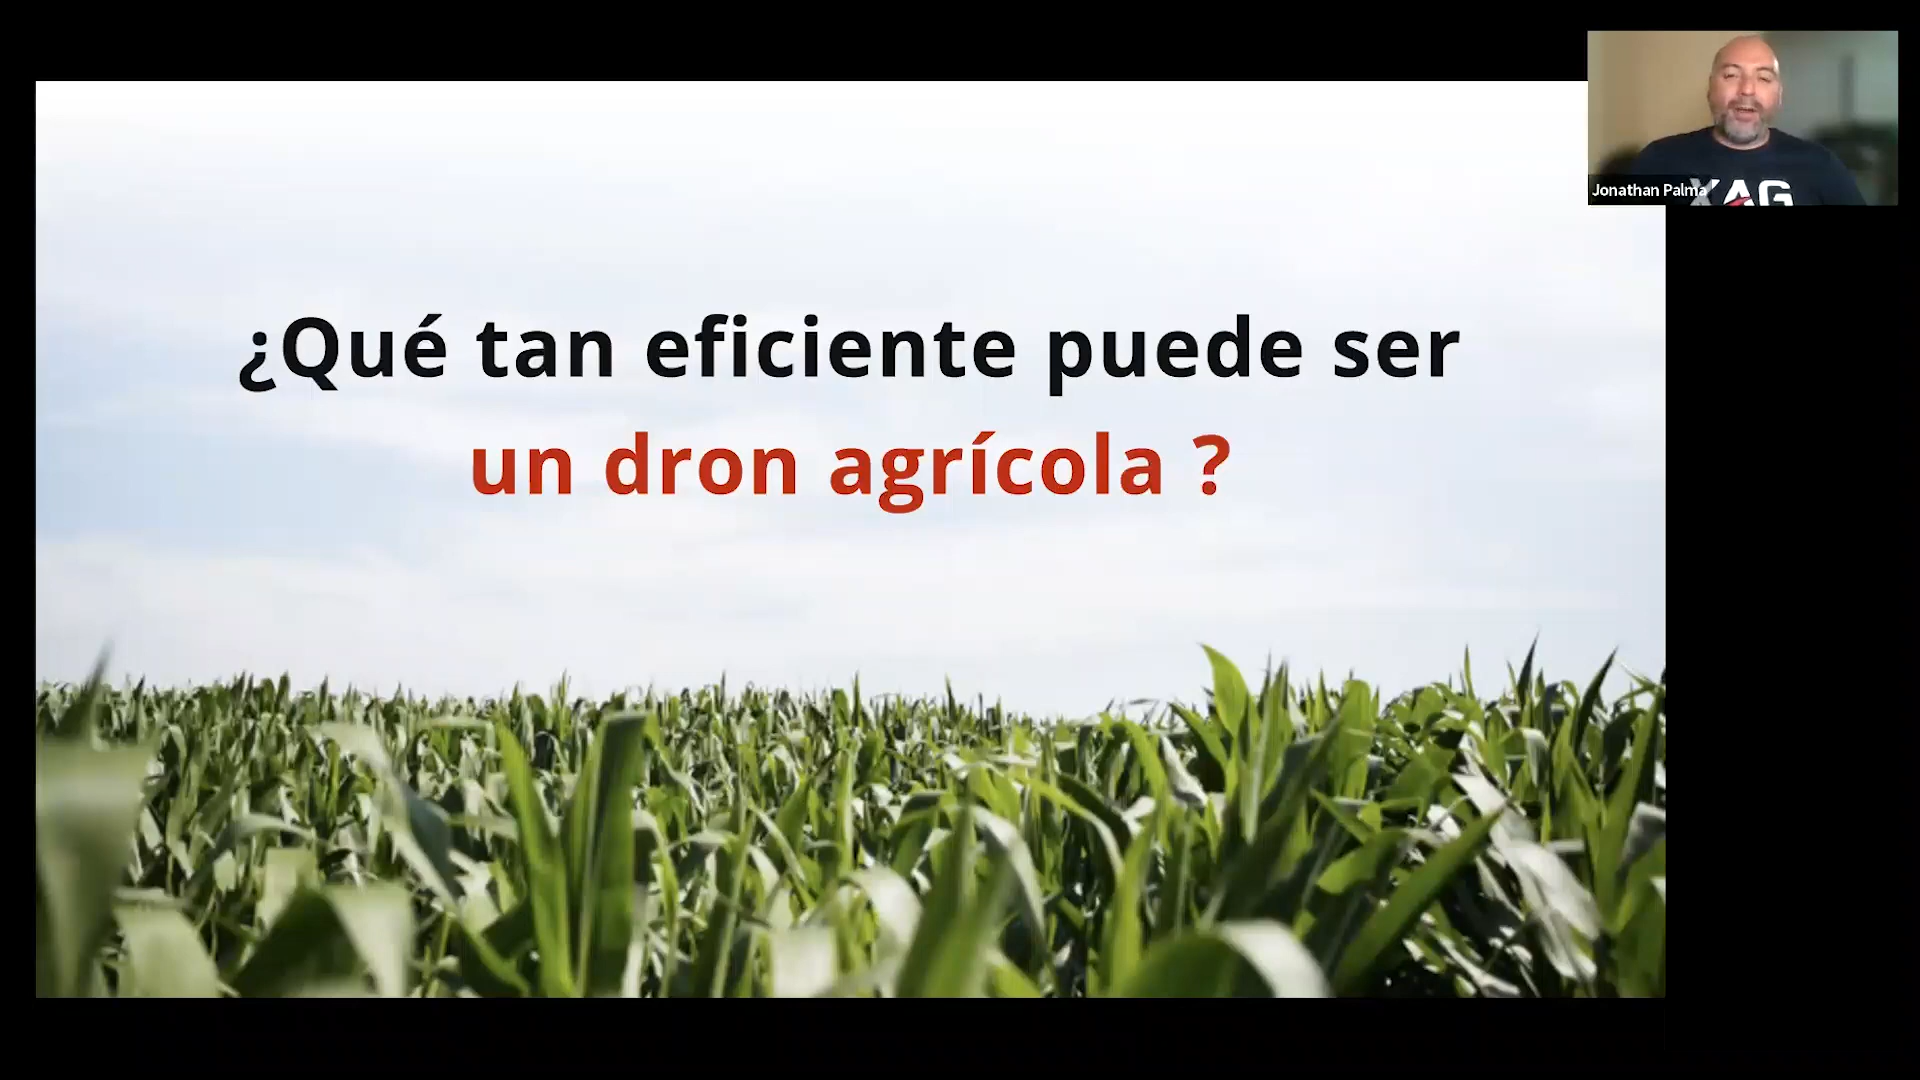 ¿Qué tan eficiente puede ser
un dron agrícola ?
Jonathan Palma
XAG